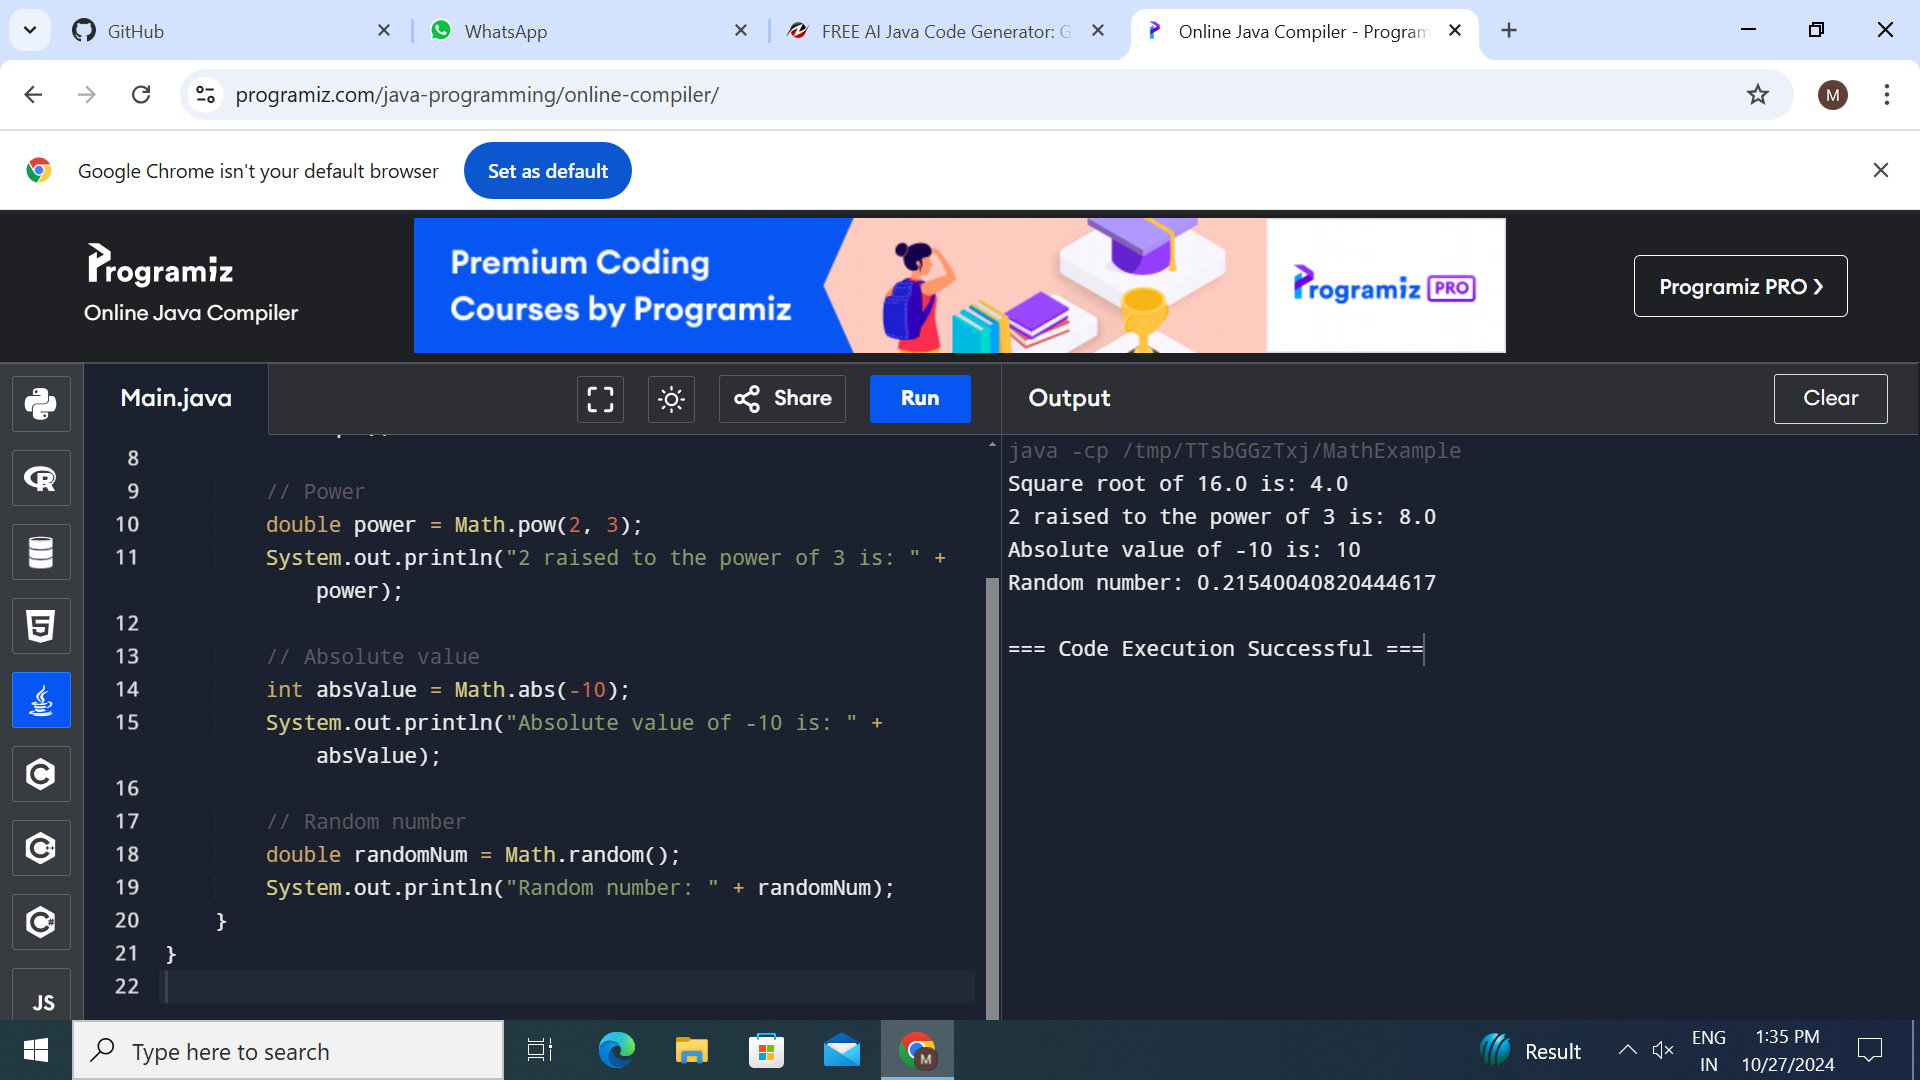 GitHub
WhatsApp
FREE AI Java Code Generator: G
Online Java Compiler - Program
programiz.com/java-programming/online-compiler/
M
Google Chrome isn't your default browser
Set as default
Programiz
Online Java Compiler
Premium Coding
Courses by Programiz
Programiz PRO
Programiz PRO ❯
Main.java
Share
Run
Output
Clear
8
9 // Power
10 double power = Math.pow(2, 3);
11 System.out.println("2 raised to the power of 3 is: " +
power);
12
13 // Absolute value
14 int absValue = Math.abs(-10);
15 System.out.println("Absolute value of -10 is: " +
absValue);
16
17 // Random number
18 double randomNum = Math.random();
19 System.out.println("Random number: " + randomNum);
20 }
21 }
22
java -cp /tmp/TTsbGGzTxj/MathExample
Square root of 16.0 is: 4.0
2 raised to the power of 3 is: 8.0
Absolute value of -10 is: 10
Random number: 0.21540040820444617
=== Code Execution Successful ===
R
5
C
C++
C#
JS
Type here to search
M
Result
ENG
IN
1:35 PM
10/27/2024